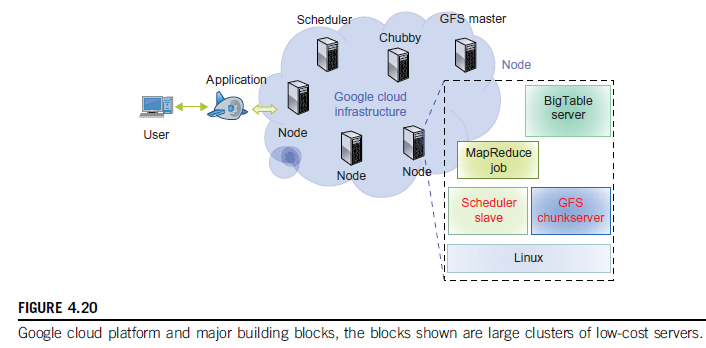 Scheduler
GFS master
Chubby
Node
Application
Google cloud
infrastructure
User
Node
Node
Node
BigTable
server
MapReduce
job
Scheduler
slave
GFS
chunkserver
Linux
FIGURE 4.20
Google cloud platform and major building blocks, the blocks shown are large clusters of low-cost servers.